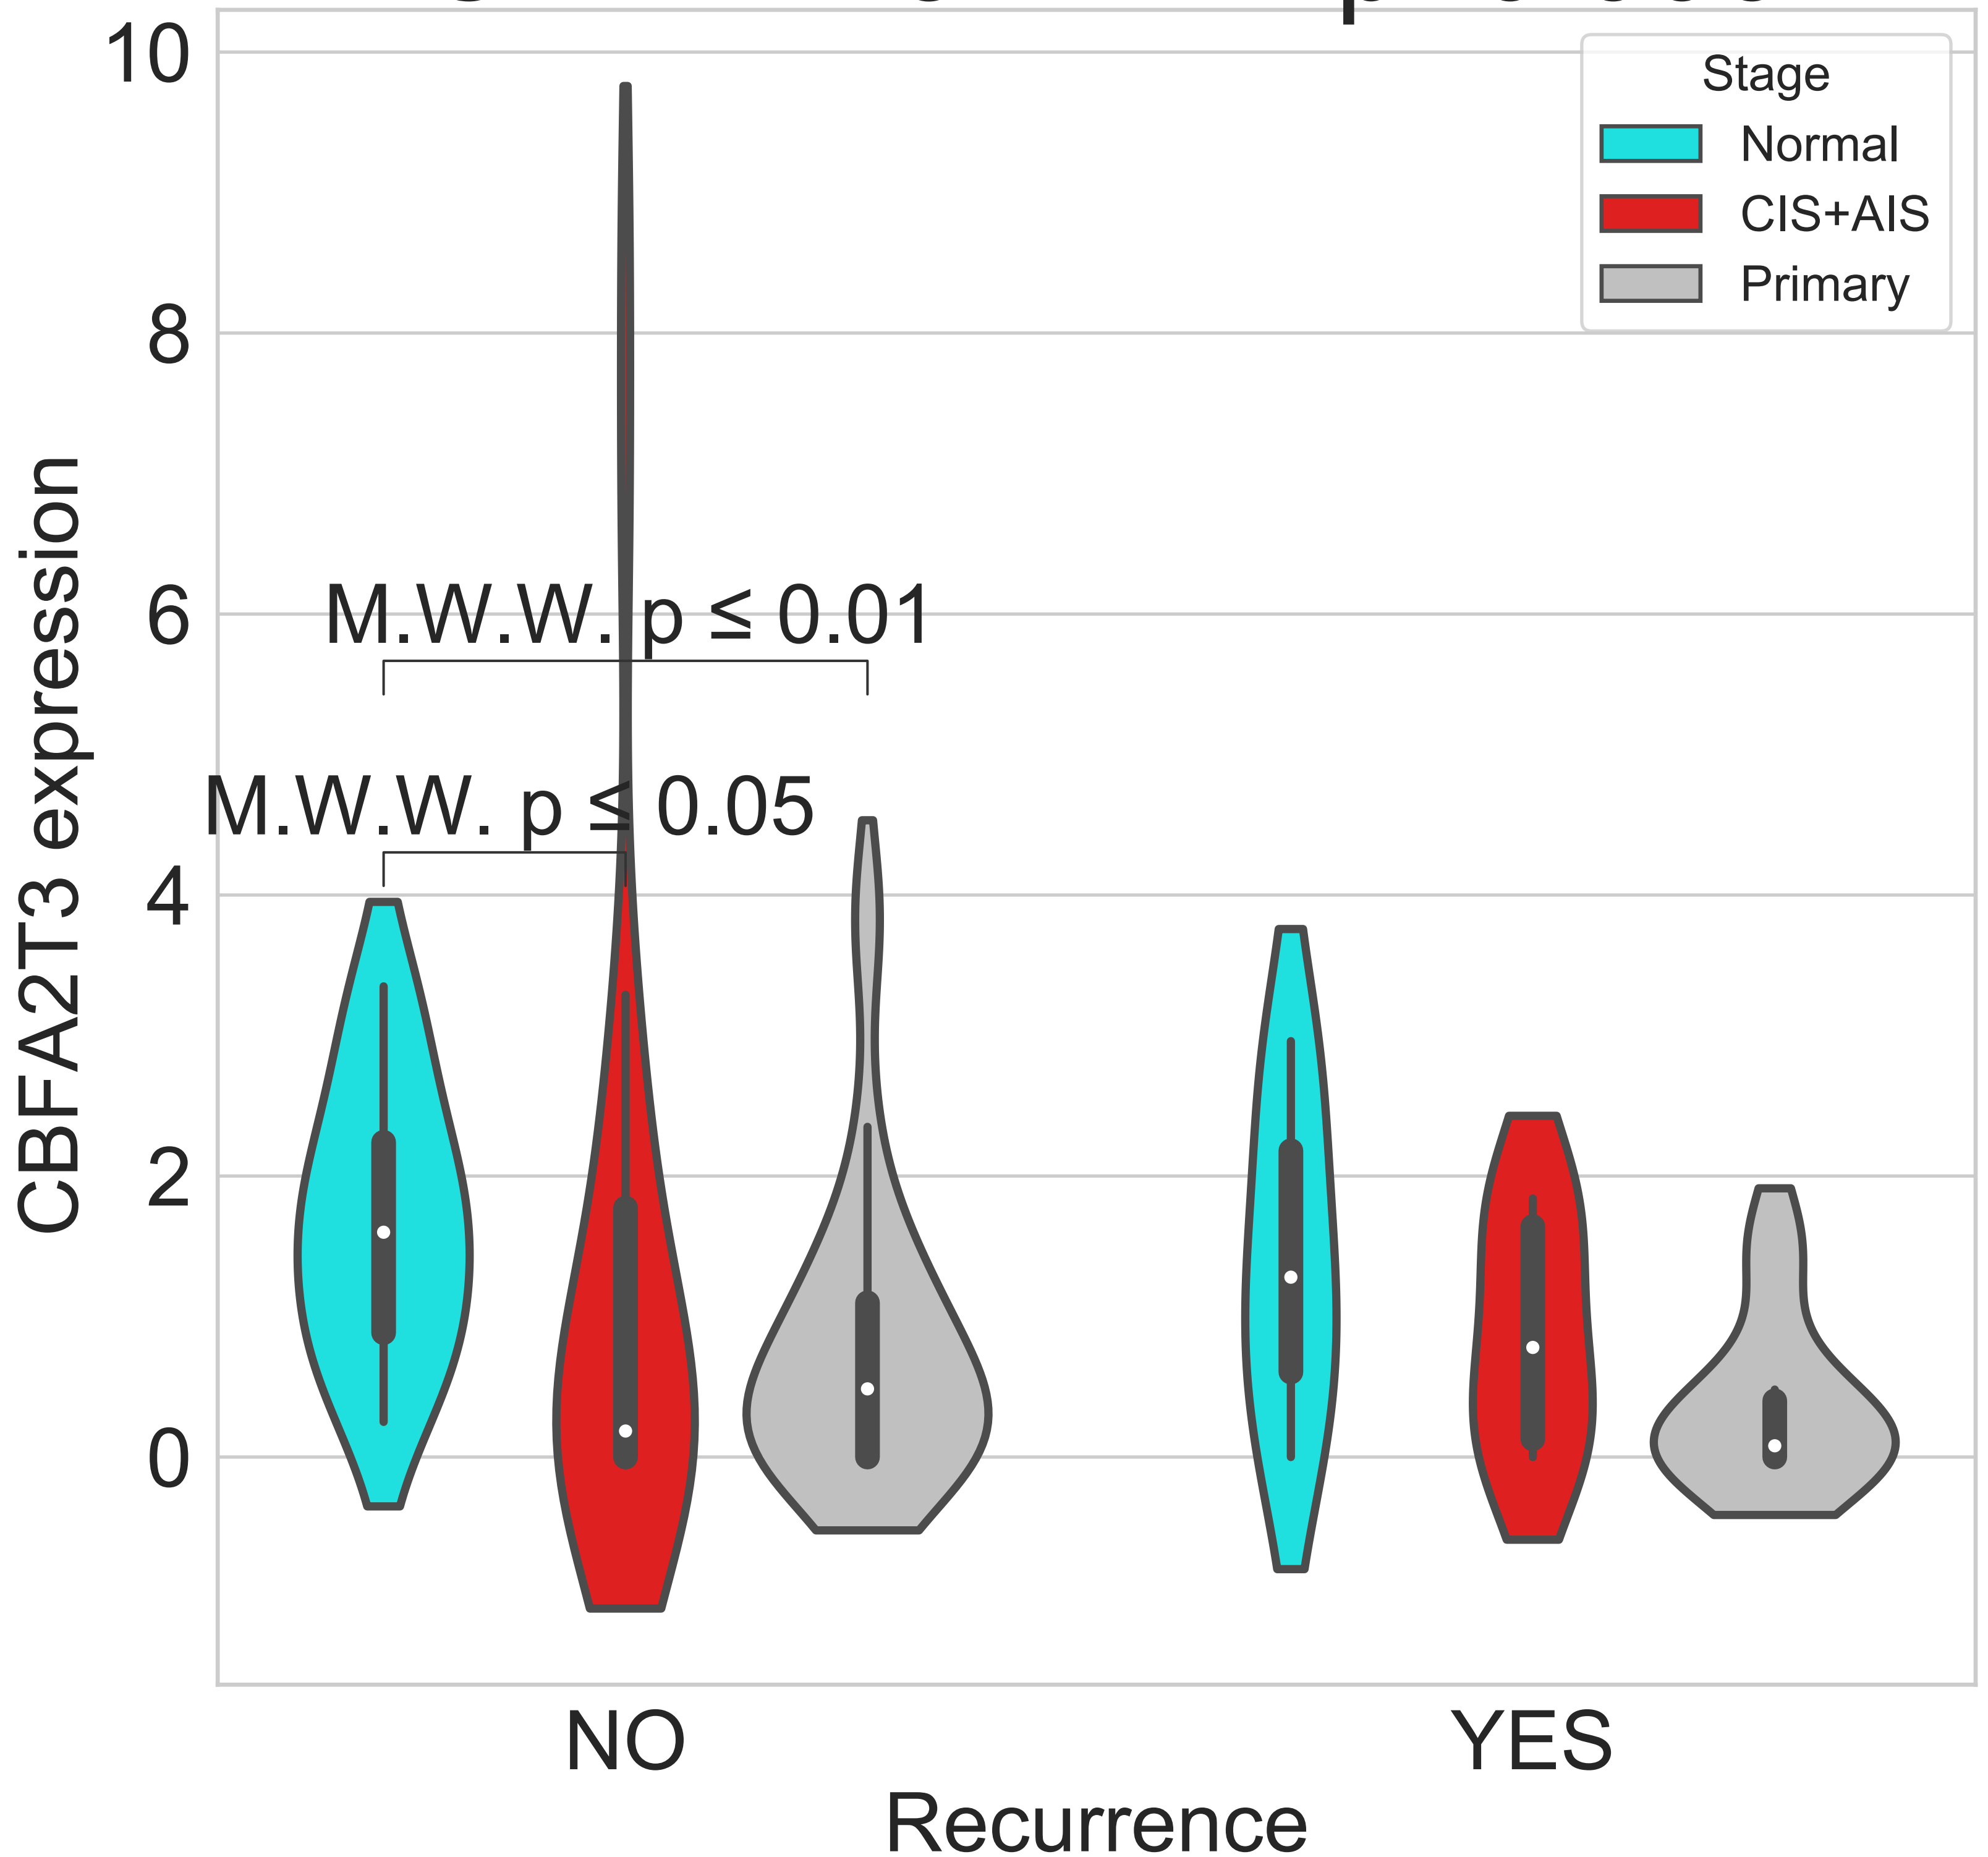 10
8
6
4
2
0
CBFA2T3 expression
Stage
Normal
CIS+AIS
Primary
M.W.W. p ≤ 0.01
M.W.W. p ≤ 0.05
NO
YES
Recurrence